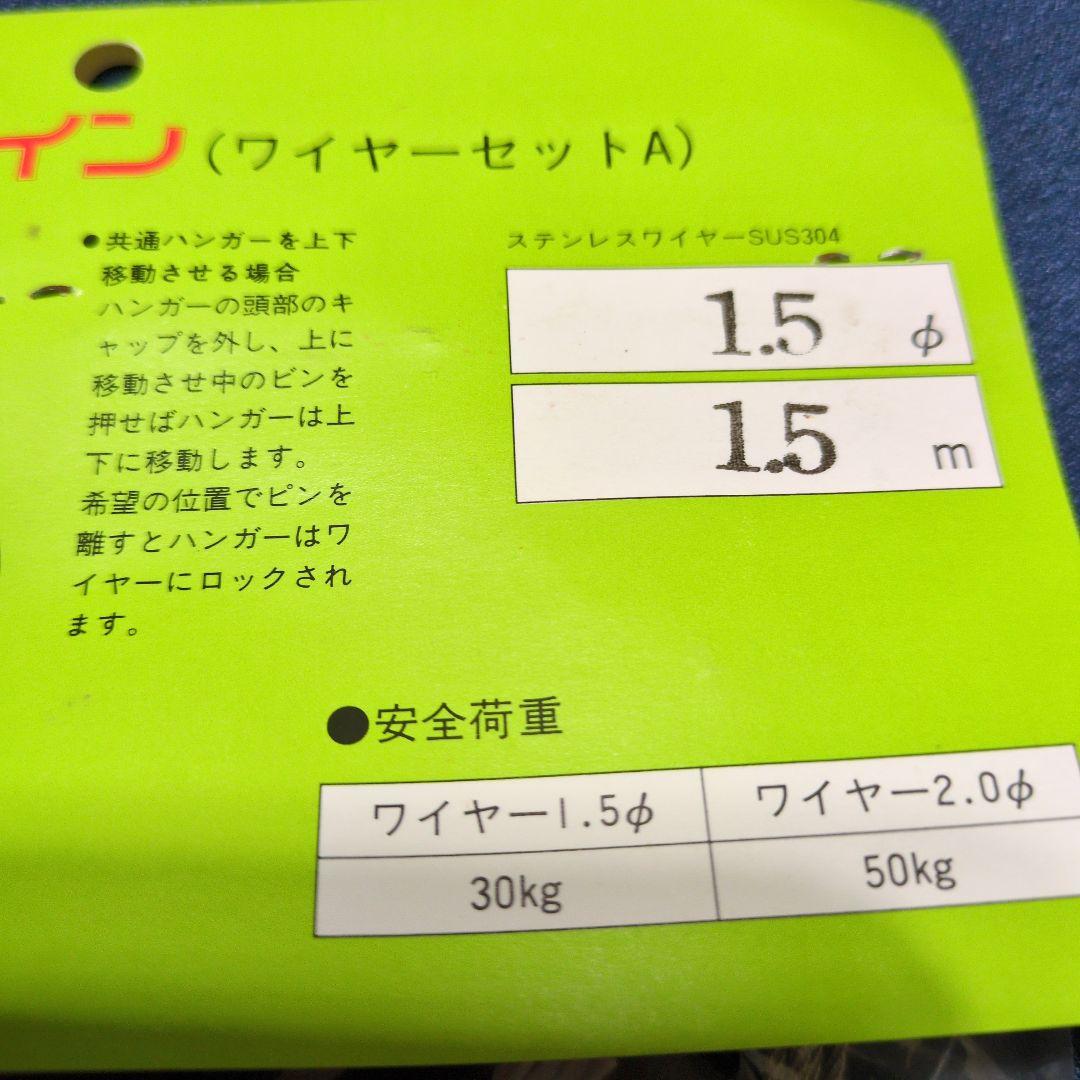 イン(ワイヤーセットA)
●共通ハンガーを上下
移動させる場合
ハンガーの頭部のキ
ャップを外し、上に
移動させ中のピンを
押せばハンガーは上
下に移動します。
希望の位置でピンを
離すとハンガーはワ
イヤーにロックされ
ます。
ステンレスワイヤーSUS304
1.5 φ
1.5 m
●安全荷重
ワイヤー1.5φ ワイヤー2.0φ
30kg 50kg